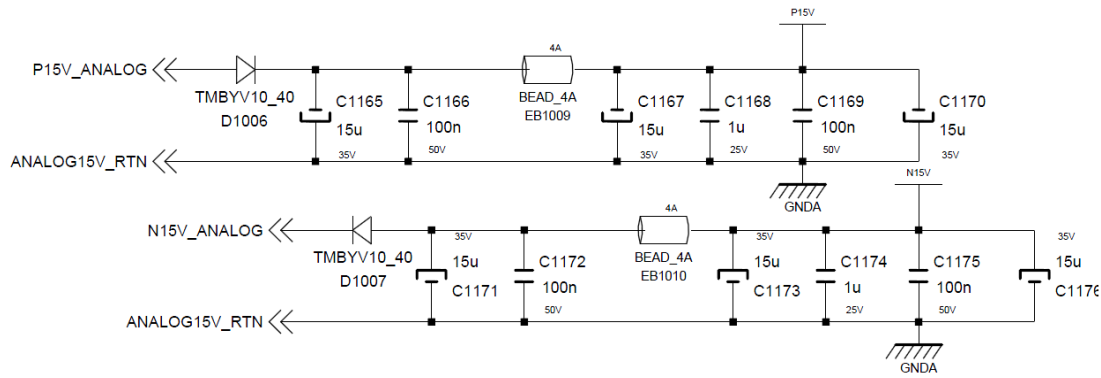 P15V
4A
P15V_ANALOG
TMBYV10_40
D1006
C1165
15u
35V
C1166
100n
50V
BEAD_4A
EB1009
C1167
15u
35V
C1168
1u
25V
C1169
100n
50V
C1170
15u
35V
ANALOG15V_RTN
GNDA
N15V
4A
N15V_ANALOG
TMBYV10_40
D1007
35V
15u
C1171
C1172
100n
50V
BEAD_4A
EB1010
35V
15u
C1173
C1174
1u
25V
C1175
100n
50V
35V
15u
C1176
ANALOG15V_RTN
GNDA